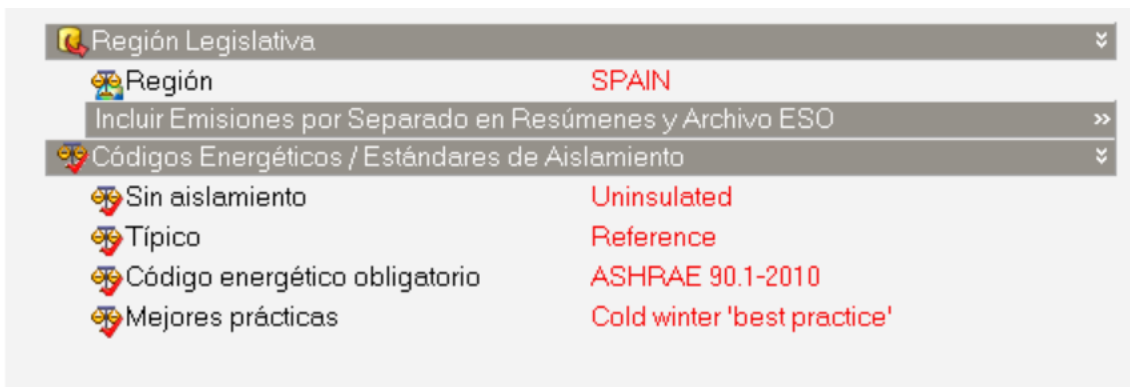 Región Legislativa
Región SPAIN
Incluir Emisiones por Separado en Resúmenes y Archivo ESO
Códigos Energéticos / Estándares de Aislamiento
Sin aislamiento Uninsulated
Típico Reference
Código energético obligatorio ASHRAE 90.1-2010
Mejores prácticas Cold winter 'best practice'